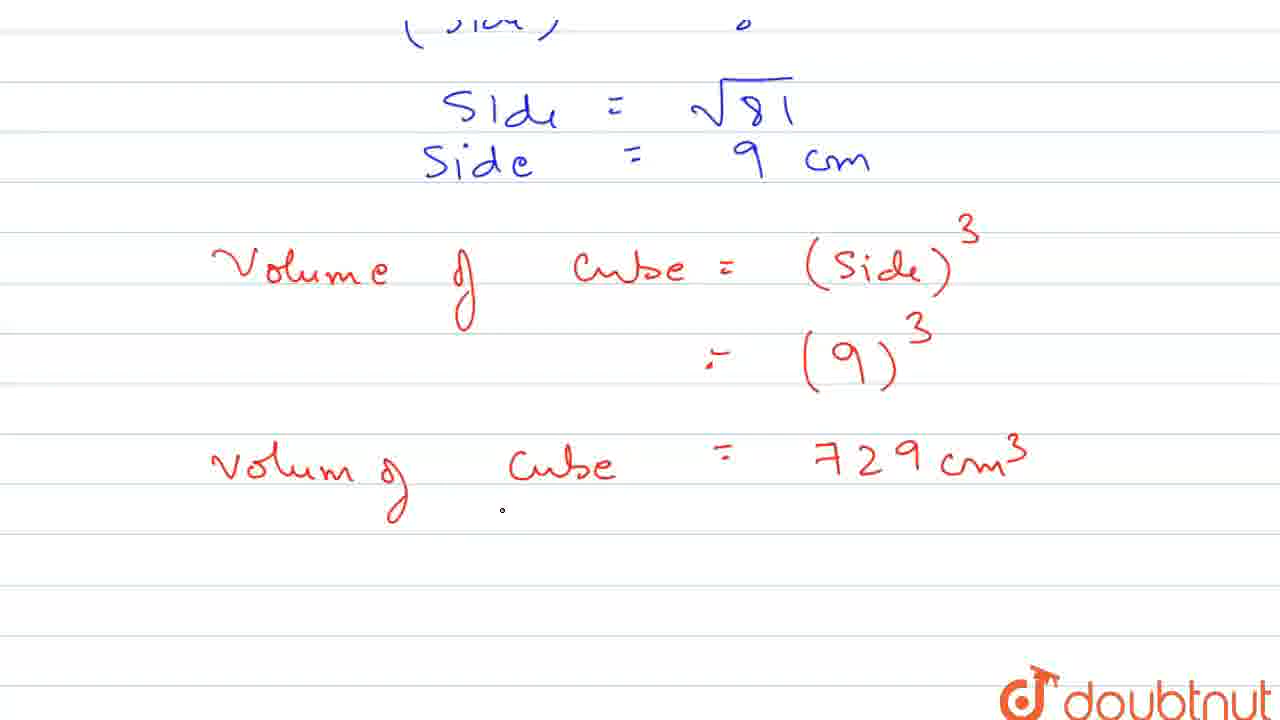 Side = √81
Side = 9 cm
Volume of cube = (Side)³
= (9)³
Volum of cube = 729 cm³
doubtnut